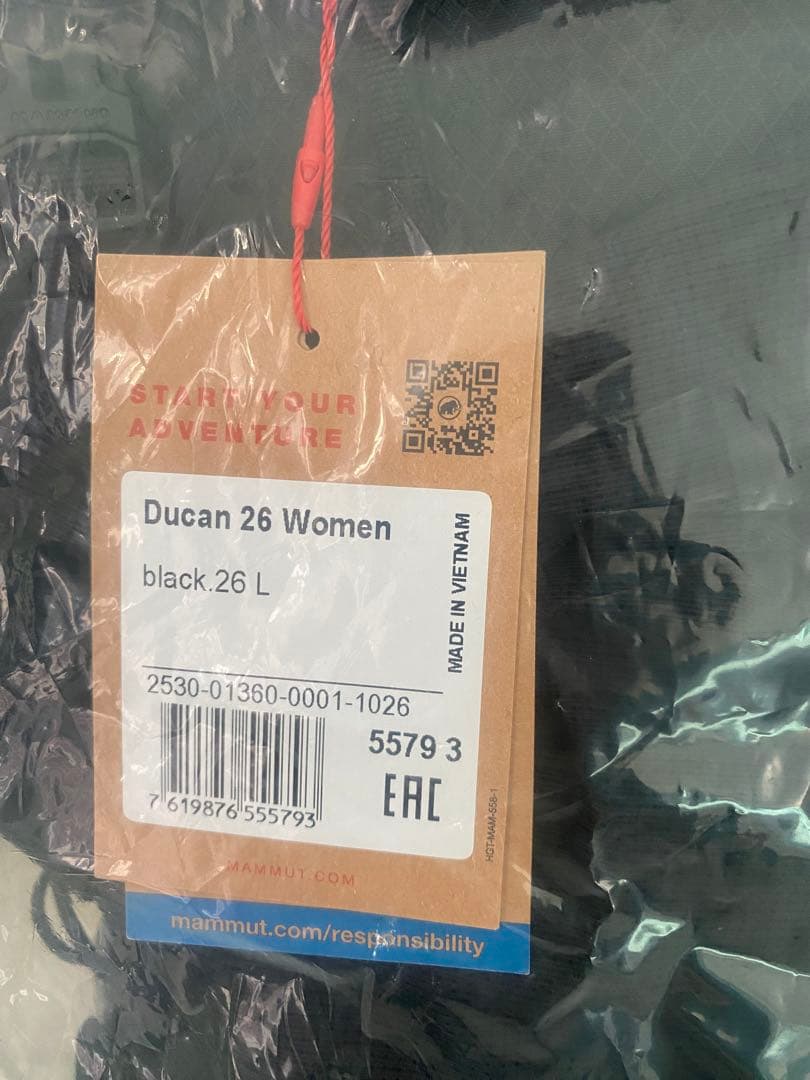 START YOUR
ADVENTURE
Ducan 26 Women
black.26 L
MADE IN VIETNAM
2530-01360-0001-1026
5579 3
7 619876 555793
EAC
HGT-MAM-558-1
MAMMUT.COM
mammut.com/responsibility